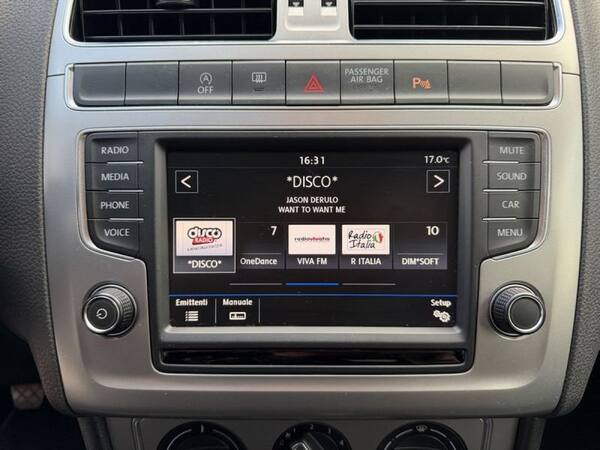 OFF
PASSENGER
AIR BAG
RADIO
MEDIA
PHONE
VOICE
MUTE
SOUND
CAR
MENU
16:31
17.0°C
*DISCO*
JASON DERULO
WANT TO WANT ME
disco
RADIO
*DISCO*
7
OneDance
radiovivafm
VIVA FM
Radio
Italia
R ITALIA
10
DIM*SOFT
Emittenti
Manuale
Setup